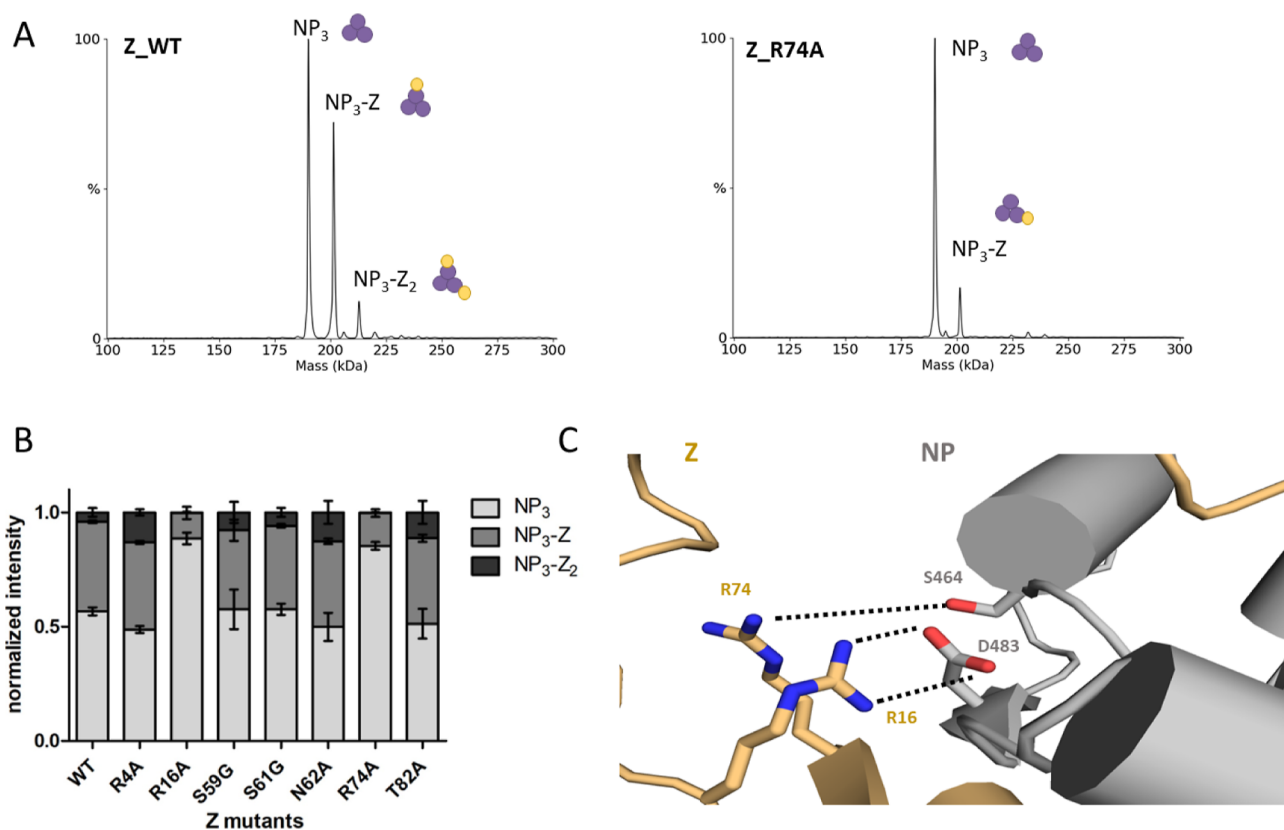 A
Z_WT
100
%
0
NP₃
NP₃-Z
NP₃-Z₂
100 125 150 175 200 225 250 275 300
Mass (kDa)
Z_R74A
100
%
0
NP₃
NP₃-Z
100 125 150 175 200 225 250 275 300
Mass (kDa)
B
normalized intensity
1.0
0.5
0.0
WT
R4A
R16A
S59G
S61G
N62A
R74A
T82A
Z mutants
NP₃
NP₃-Z
NP₃-Z₂
C
Z
NP
S464
R74
D483
R16